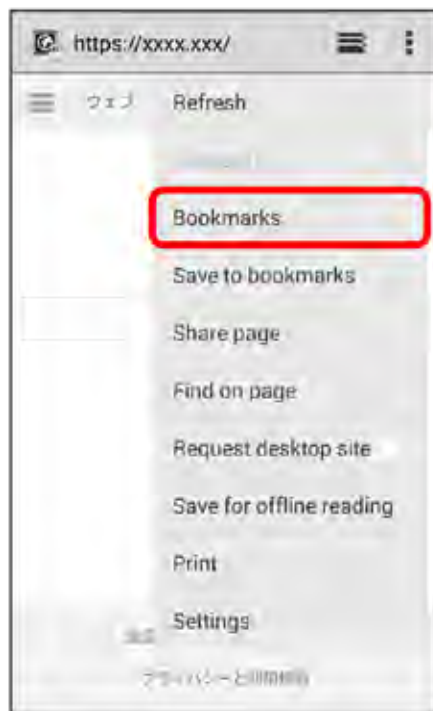 https://xxxx.xxx/
ウェブ
Refresh
Bookmarks
Save to bookmarks
Share page
Find on page
Request desktop site
Save for offline reading
Print
Settings